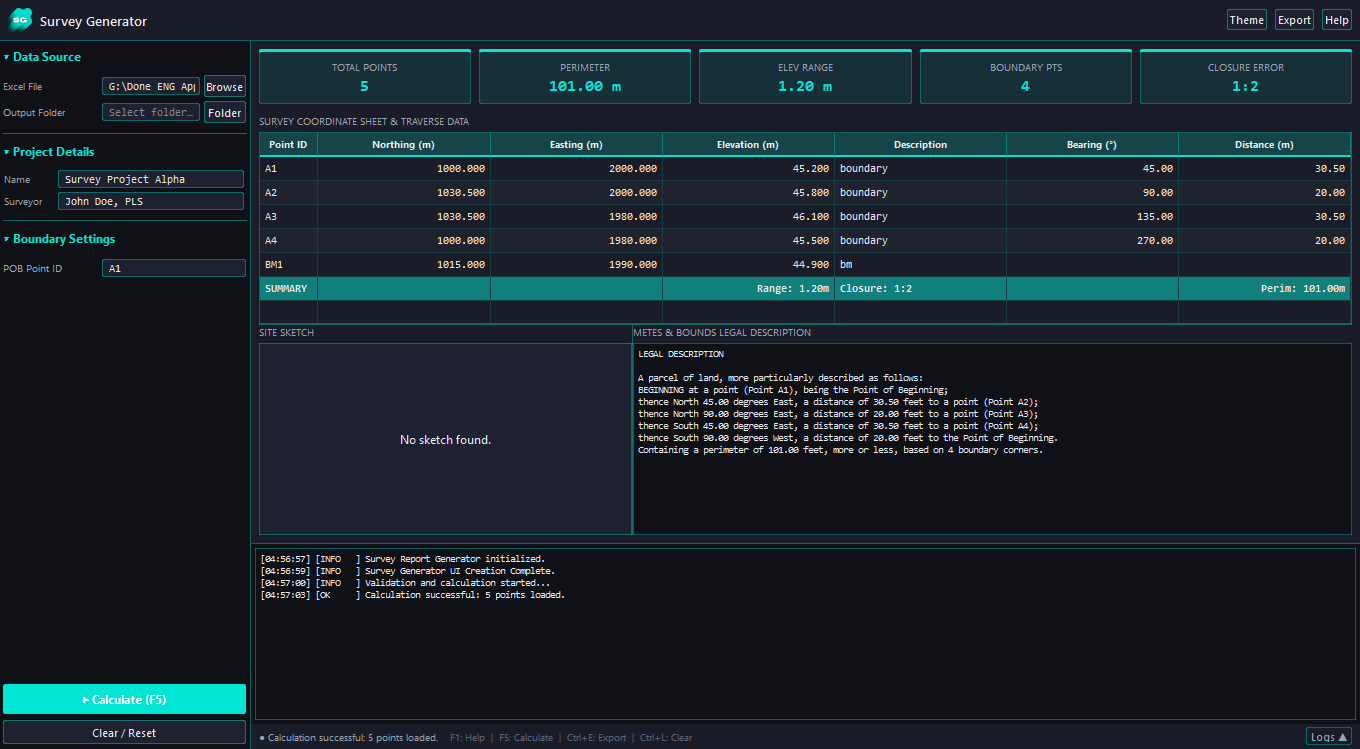 SG Survey Generator Theme Export Help
▾ Data Source
Excel File G:\Done ENG App Browse
Output Folder Select folder… Folder
▾ Project Details
Name Survey Project Alpha
Surveyor John Doe, PLS
▾ Boundary Settings
POB Point ID A1
▸ Calculate (F5)
Clear / Reset
TOTAL POINTS PERIMETER ELEV RANGE BOUNDARY PTS CLOSURE ERROR
5 101.00 m 1.20 m 4 1:2
SURVEY COORDINATE SHEET & TRAVERSE DATA
Point ID Northing (m) Easting (m) Elevation (m) Description Bearing (°) Distance (m)
A1 1000.000 2000.000 45.200 boundary 45.00 30.50
A2 1030.500 2000.000 45.800 boundary 90.00 20.00
A3 1030.500 1980.000 46.100 boundary 135.00 30.50
A4 1000.000 1980.000 45.500 boundary 270.00 20.00
BM1 1015.000 1990.000 44.900 bm
SUMMARY Range: 1.20m Closure: 1:2 Perim: 101.00m
SITE SKETCH
No sketch found.
METES & BOUNDS LEGAL DESCRIPTION
LEGAL DESCRIPTION
A parcel of land, more particularly described as follows:
BEGINNING at a point (Point A1), being the Point of Beginning;
thence North 45.00 degrees East, a distance of 30.50 feet to a point (Point A2);
thence North 90.00 degrees East, a distance of 20.00 feet to a point (Point A3);
thence South 45.00 degrees East, a distance of 30.50 feet to a point (Point A4);
thence South 90.00 degrees West, a distance of 20.00 feet to the Point of Beginning.
Containing a perimeter of 101.00 feet, more or less, based on 4 boundary corners.
[04:56:57] [INFO ] Survey Report Generator initialized.
[04:56:59] [INFO ] Survey Generator UI Creation Complete.
[04:57:00] [INFO ] Validation and calculation started...
[04:57:03] [OK ] Calculation successful: 5 points loaded.
● Calculation successful: 5 points loaded. F1: Help | F5: Calculate | Ctrl+E: Export | Ctrl+L: Clear Logs ▲